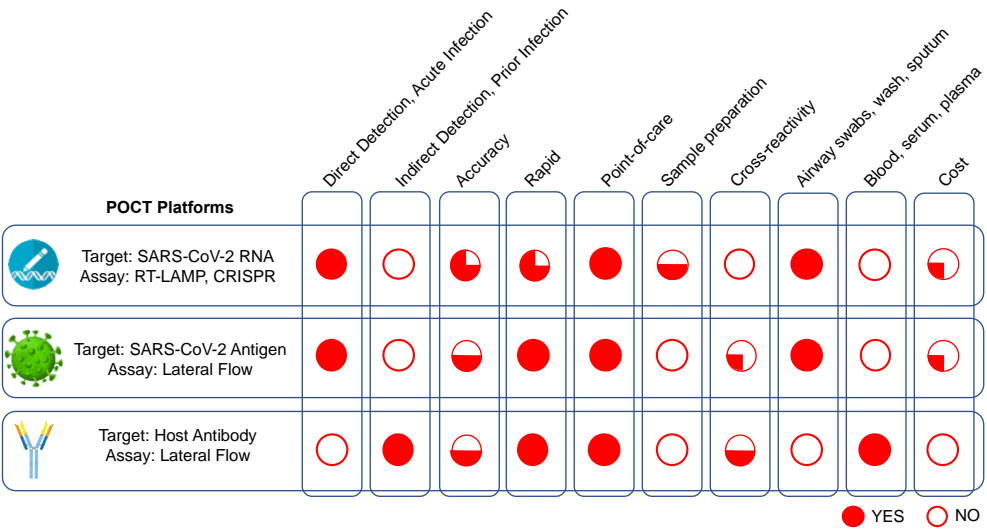 Direct Detection, Acute Infection
Indirect Detection, Prior Infection
Accuracy
Rapid
Point-of-care
Sample preparation
Cross-reactivity
Airway swabs, wash, sputum
Blood, serum, plasma
Cost
POCT Platforms
Target: SARS-CoV-2 RNA
Assay: RT-LAMP, CRISPR
Target: SARS-CoV-2 Antigen
Assay: Lateral Flow
Target: Host Antibody
Assay: Lateral Flow
YES
NO